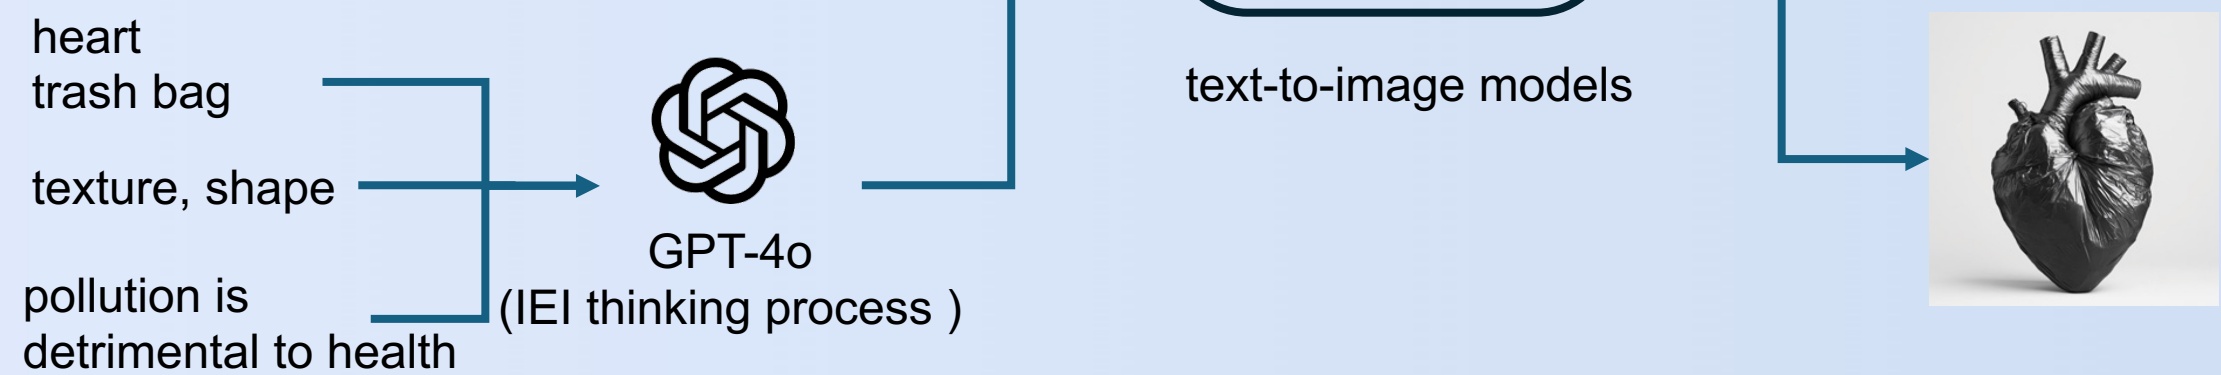 heart
trash bag
texture, shape
pollution is
detrimental to health
GPT-4o
(IEI thinking process )
text-to-image models